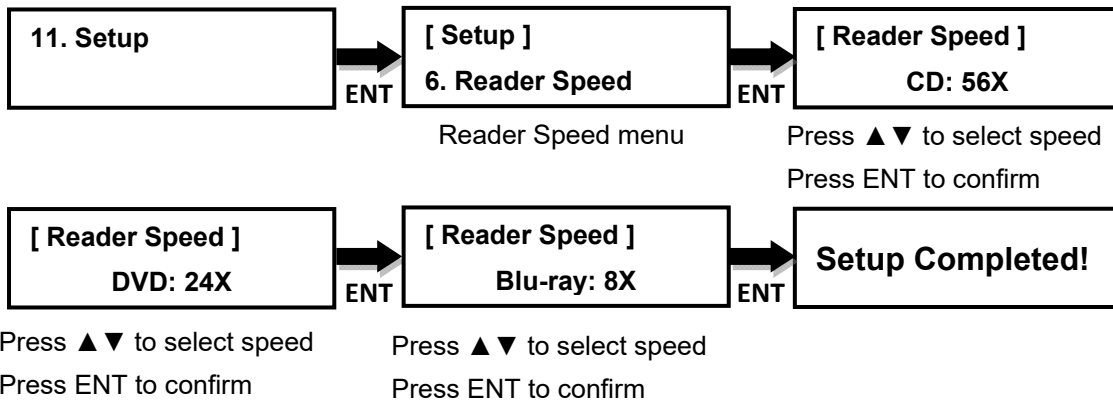 11. Setup
ENT
[ Setup ]
6. Reader Speed
Reader Speed menu
ENT
[ Reader Speed ]
CD: 56X
Press ▲▼ to select speed
Press ENT to confirm
[ Reader Speed ]
DVD: 24X
Press ▲▼ to select speed
Press ENT to confirm
ENT
[ Reader Speed ]
Blu-ray: 8X
Press ▲▼ to select speed
Press ENT to confirm
ENT
Setup Completed!